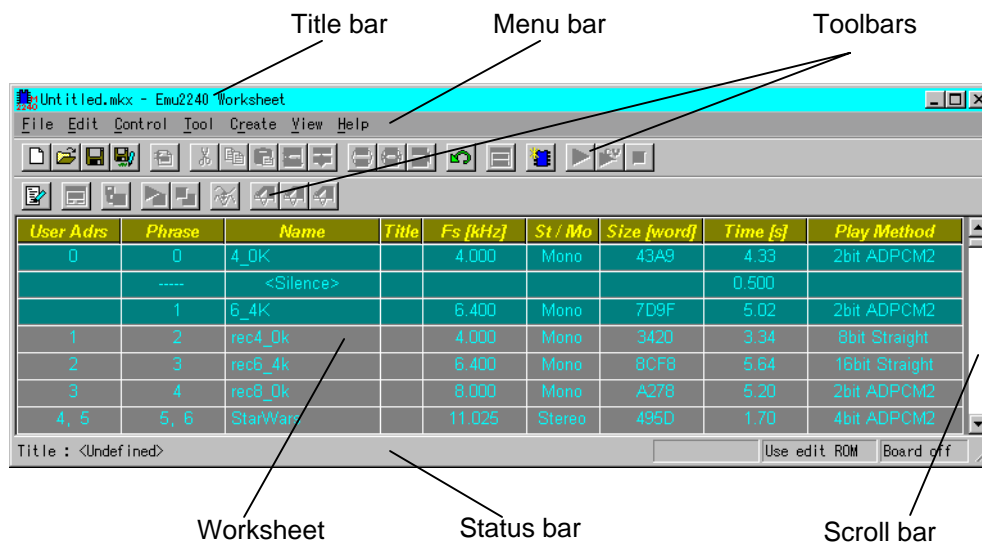 Title bar Menu bar Toolbars
Untitled.mkx - Emu2240 Worksheet
File Edit Control Tool Create View Help
User Adrs Phrase Name Title Fs [kHz] St / Mo Size [word] Time [s] Play Method
0 0 4_0K 4.000 Mono 43A9 4.33 2bit ADPCM2
----- <Silence> 0.500
1 6_4K 6.400 Mono 7D9F 5.02 2bit ADPCM2
1 2 rec4_0k 4.000 Mono 3420 3.34 8bit Straight
2 3 rec6_4k 6.400 Mono 8CF8 5.64 16bit Straight
3 4 rec8_0k 8.000 Mono A278 5.20 2bit ADPCM2
4, 5 5, 6 StarWars 11.025 Stereo 495D 1.70 4bit ADPCM2
Title : <Undefined> Use edit ROM Board off
Worksheet Status bar Scroll bar